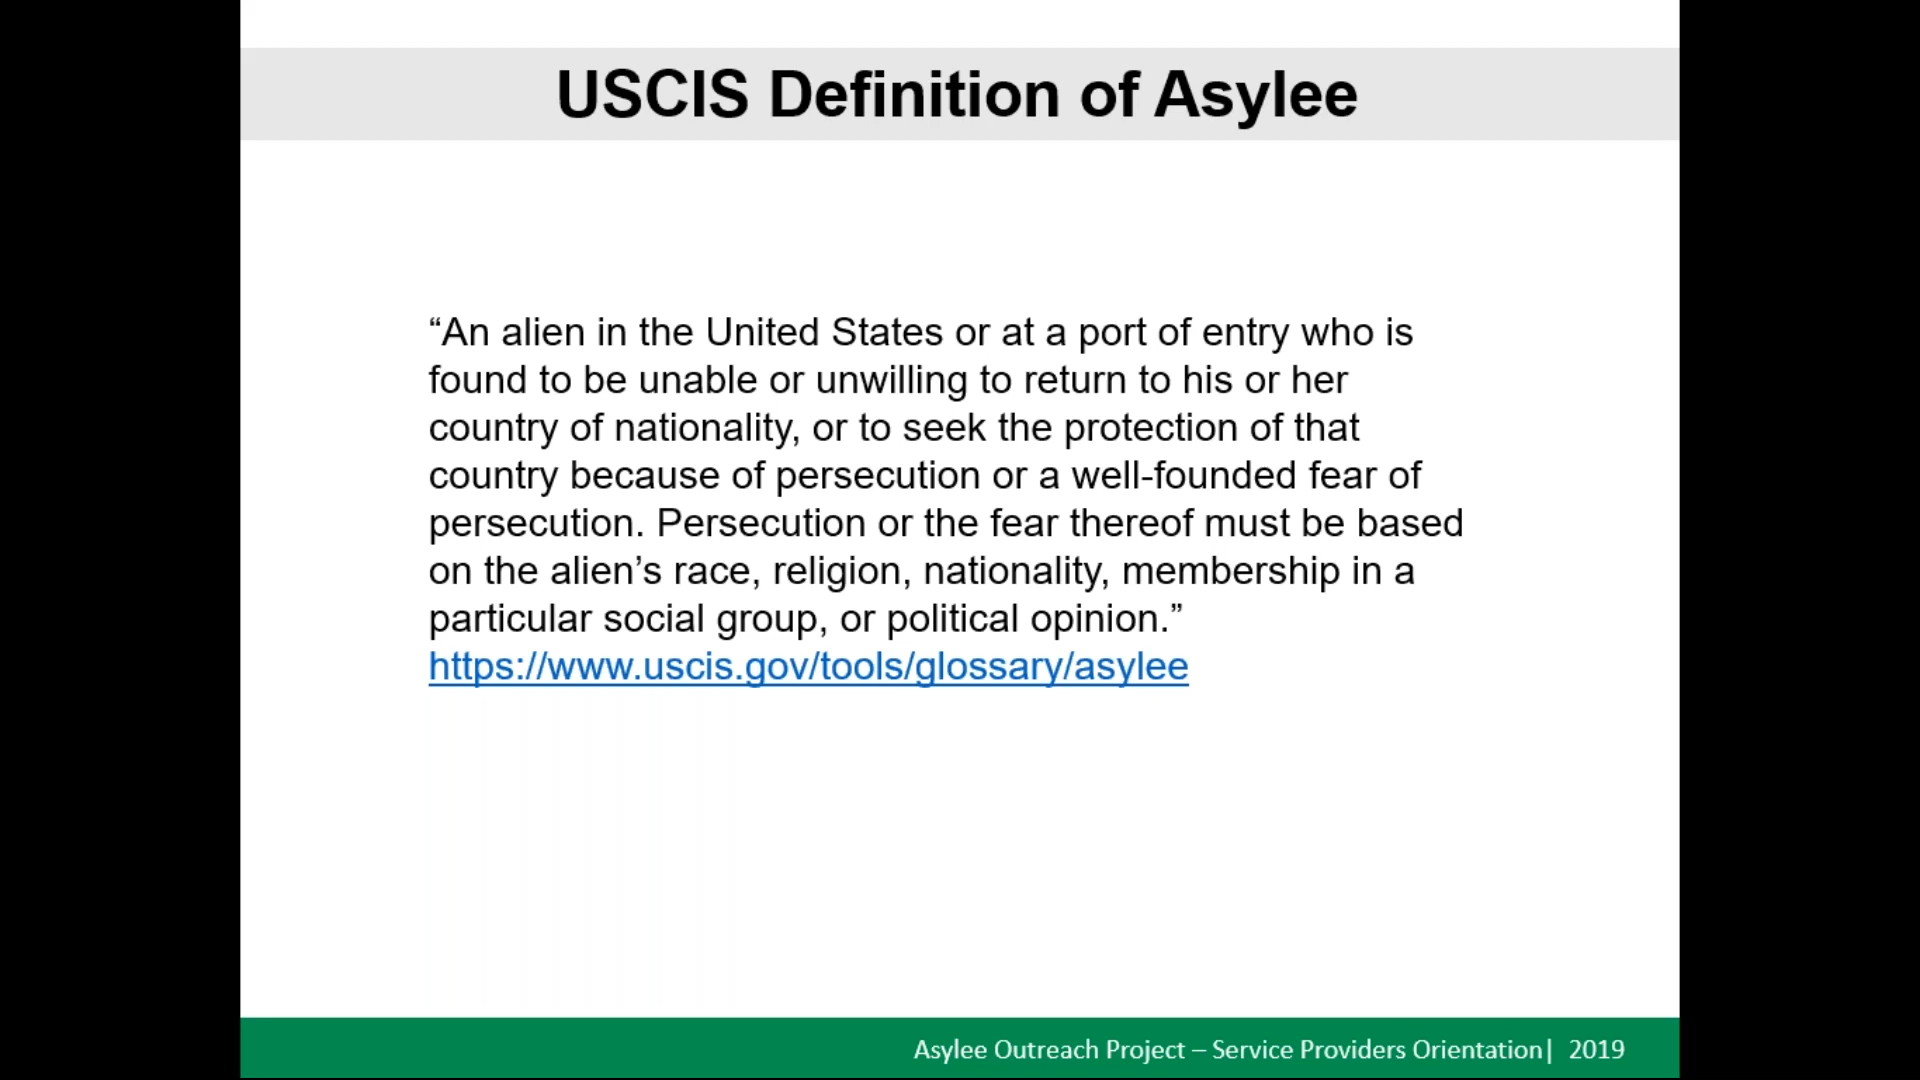 USCIS Definition of Asylee
“An alien in the United States or at a port of entry who is
found to be unable or unwilling to return to his or her
country of nationality, or to seek the protection of that
country because of persecution or a well-founded fear of
persecution. Persecution or the fear thereof must be based
on the alien’s race, religion, nationality, membership in a
particular social group, or political opinion.”
https://www.uscis.gov/tools/glossary/asylee
Asylee Outreach Project – Service Providers Orientation| 2019